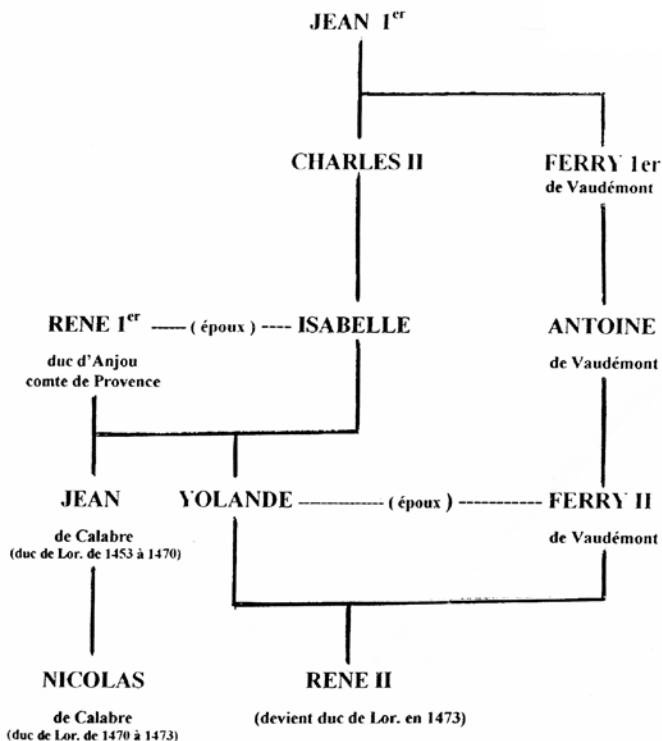 JEAN 1er
CHARLES II
FERRY 1er
de Vaudémont
RENE 1er ----- ( époux ) ---- ISABELLE
ANTOINE
duc d'Anjou
comte de Provence
de Vaudémont
JEAN
YOLANDE ---------------- (époux) ------------- FERRY II
de Calabre
(duc de Lor. de 1453 à 1470)
de Vaudémont
NICOLAS
RENE II
de Calabre
(duc de Lor. de 1470 à 1473)
(devient duc de Lor. en 1473)